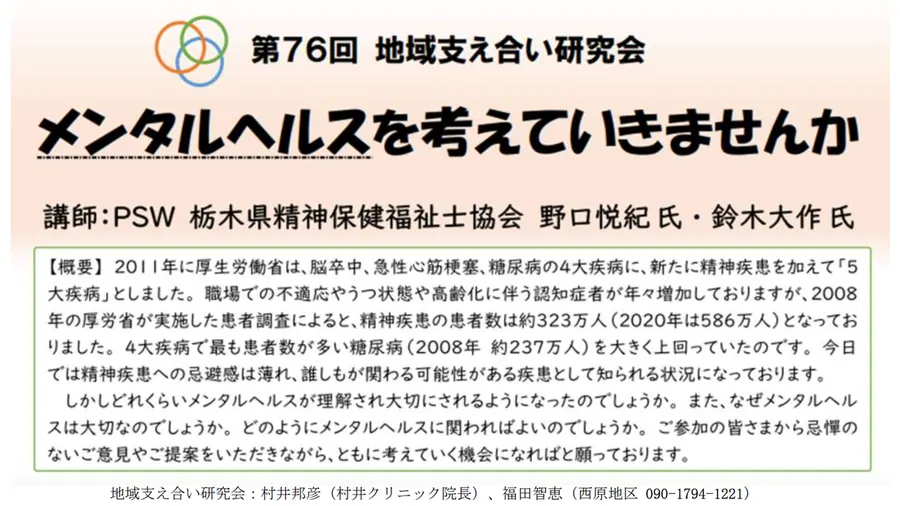 第76回 地域支え合い研究会
メンタルヘルスを考えていきませんか
講師:PSW 栃木県精神保健福祉士協会 野口悦紀 氏・鈴木大作 氏
【概要】 2011年に厚生労働省は、脳卒中、急性心筋梗塞、糖尿病の4大疾病に、新たに精神疾患を加えて「5
大疾病」としました。職場での不適応やうつ状態や高齢化に伴う認知症者が年々増加しておりますが、2008
年の厚労省が実施した患者調査によると、精神疾患の患者数は約323万人(2020年は586万人)となってお
りました。4大疾病で最も患者数が多い糖尿病(2008年 約237万人)を大きく上回っていたのです。今日
では精神疾患への忌避感は薄れ、誰しもが関わる可能性がある疾患として知られる状況になっております。
しかしどれくらいメンタルヘルスが理解され大切にされるようになったのでしょうか。また、なぜメンタルヘル
スは大切なのでしょうか。どのようにメンタルヘルスに関わればよいのでしょうか。ご参加の皆さまから忌憚の
ないご意見やご提案をいただきながら、ともに考えていく機会になればと願っております。
地域支え合い研究会:村井邦彦(村井クリニック院長)、福田智恵(西原地区 090-1794-1221)